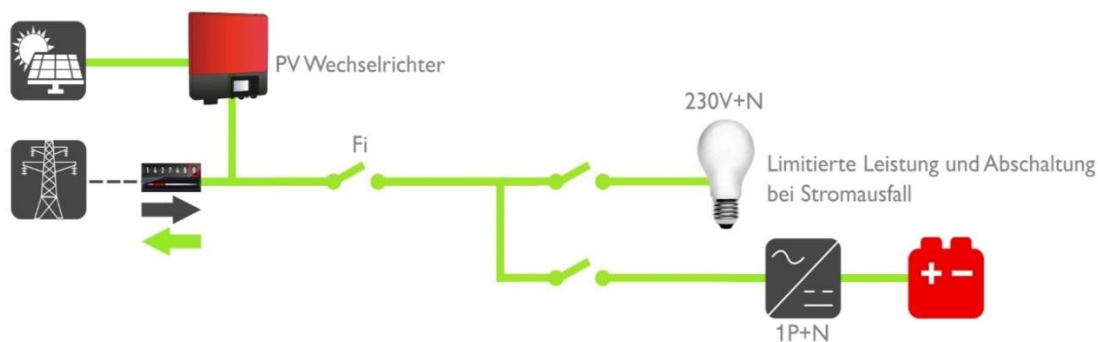 PV Wechselrichter
230V+N
Fi
Limitierte Leistung und Abschaltung
bei Stromausfall
1P+N